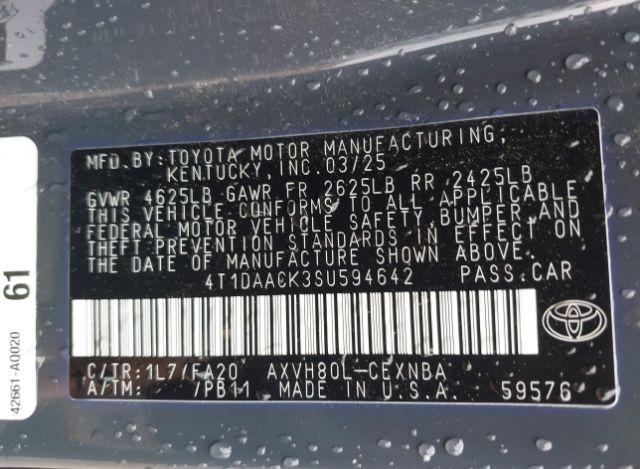 MFD.BY:TOYOTA MOTOR MANUFACTURING,
KENTUCKY, INC.03/25
GVWR 4625LB GAWR FR 2625LB RR 2425LB
THIS VEHICLE CONFORMS TO ALL APPLICABLE
FEDERAL MOTOR VEHICLE SAFETY, BUMPER,AND
THEFT PREVENTION STANDARDS IN EFFECT ON
THE DATE OF MANUFACTURE SHOWN ABOVE.
4T1DAACK3SU594642 PASS.CAR
C/TR:1L7/FA20 AXVH80L-CEXNBA
A/TM: /PB11 MADE IN U.S.A. 59576
61
42661-A0020